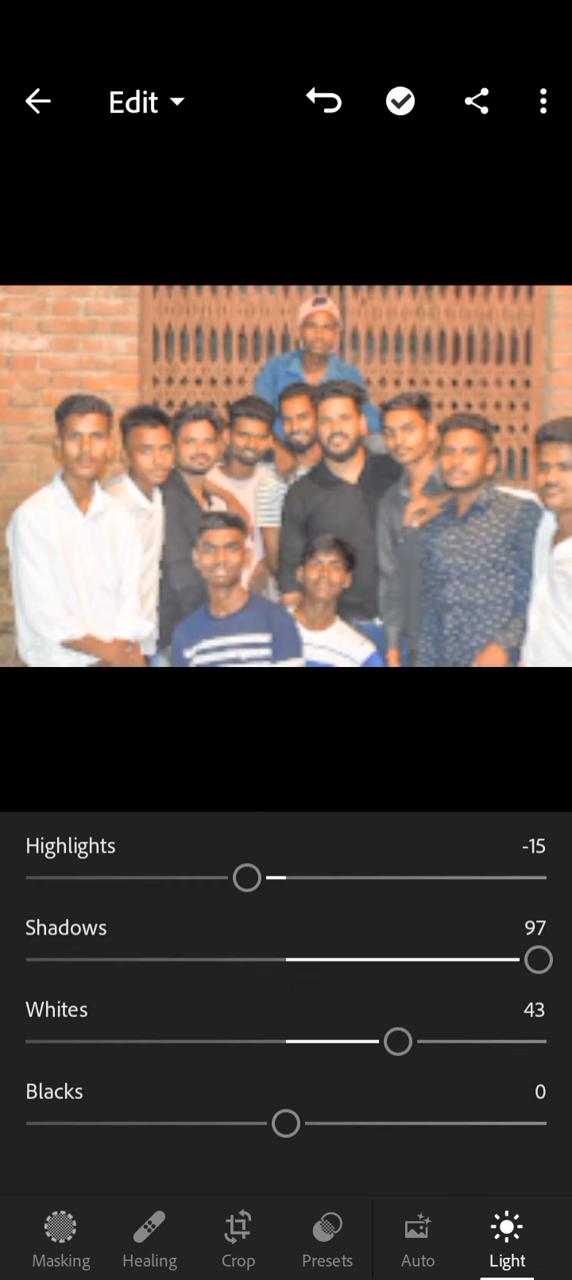 Edit
Highlights -15
Shadows 97
Whites 43
Blacks 0
Masking Healing Crop Presets Auto Light